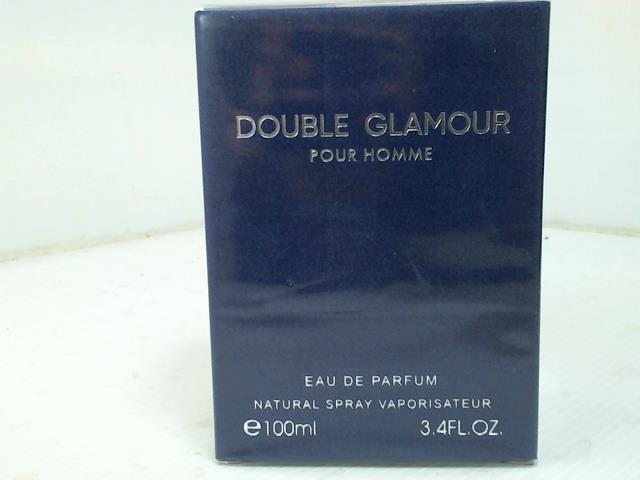 DOUBLE GLAMOUR
POUR HOMME
EAU DE PARFUM
NATURAL SPRAY VAPORISATEUR
℮100ml 3.4FL.OZ.